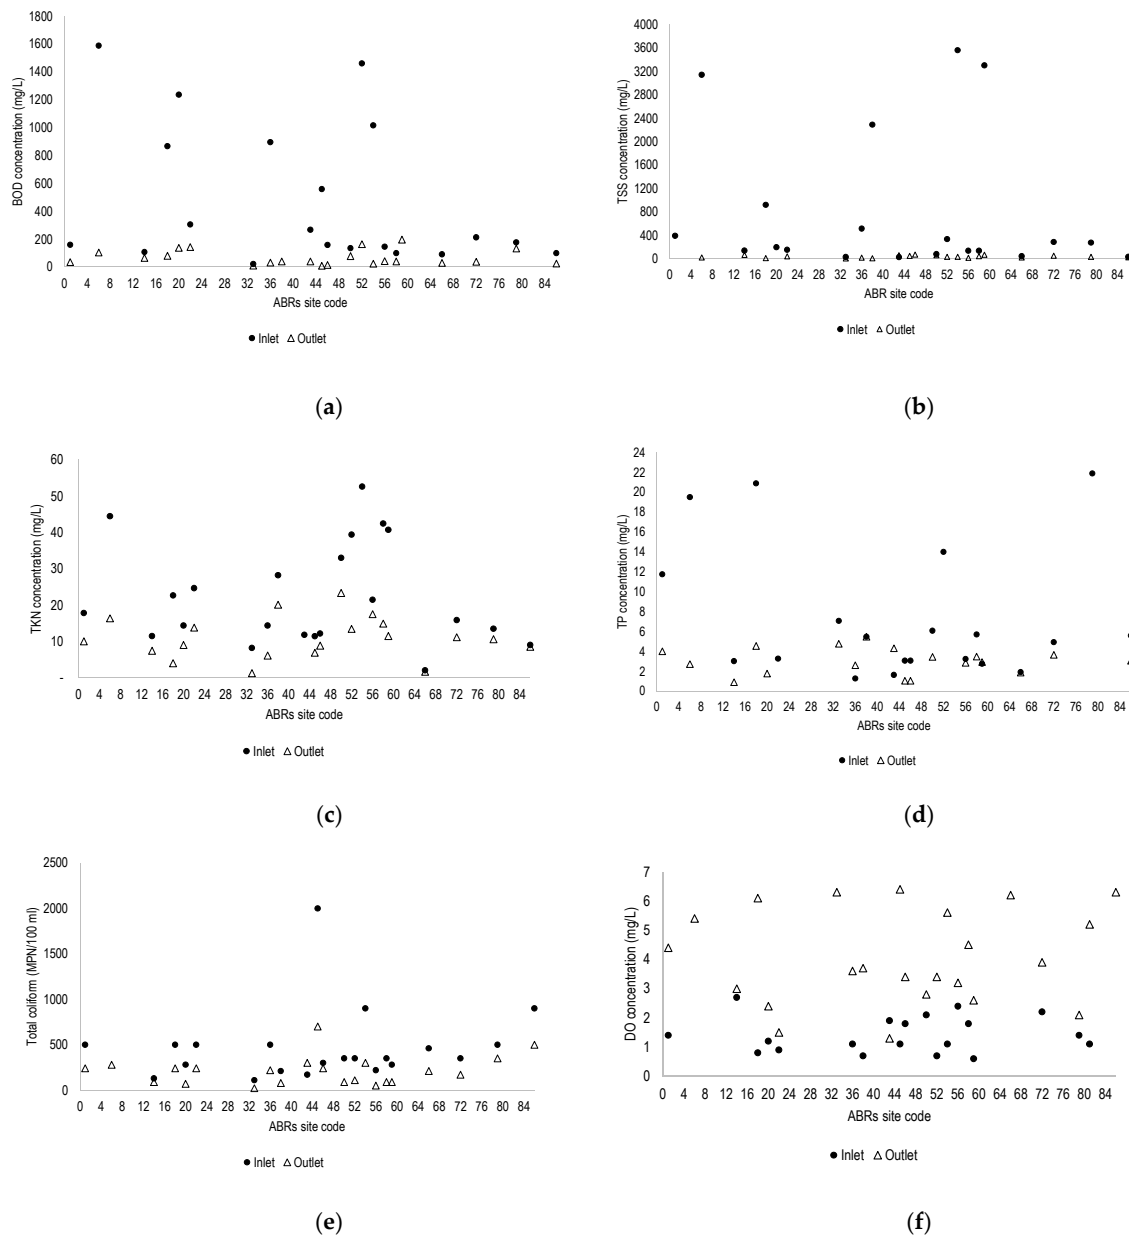 1800
1600
1400
1200
1000
800
600
400
200
0
BOD concentration (mg/L)
0 4 8 12 16 20 24 28 32 36 40 44 48 52 56 60 64 68 72 76 80 84
ABRs site code
Inlet Outlet
(a)
4000
3600
3200
2800
2400
2000
1600
1200
800
400
0
TSS concentration (mg/L)
0 4 8 12 16 20 24 28 32 36 40 44 48 52 56 60 64 68 72 76 80 84
ABR site code
Inlet Outlet
(b)
60
50
40
30
20
10
-
TKN concentration (mg/L)
0 4 8 12 16 20 24 28 32 36 40 44 48 52 56 60 64 68 72 76 80 84
ABRs site code
Inlet Outlet
(c)
24
22
20
18
16
14
12
10
8
6
4
2
0
TP concentration (mg/L)
0 4 8 12 16 20 24 28 32 36 40 44 48 52 56 60 64 68 72 76 80 84
ABRs site code
Inlet Outlet
(d)
2500
2000
1500
1000
500
0
Total coliform (MPN/100 ml)
0 4 8 12 16 20 24 28 32 36 40 44 48 52 56 60 64 68 72 76 80 84
ABRs site code
Inlet Outlet
(e)
7
6
5
4
3
2
1
0
DO concentration (mg/L)
0 4 8 12 16 20 24 28 32 36 40 44 48 52 56 60 64 68 72 76 80 84
ABRs site code
Inlet Outlet
(f)